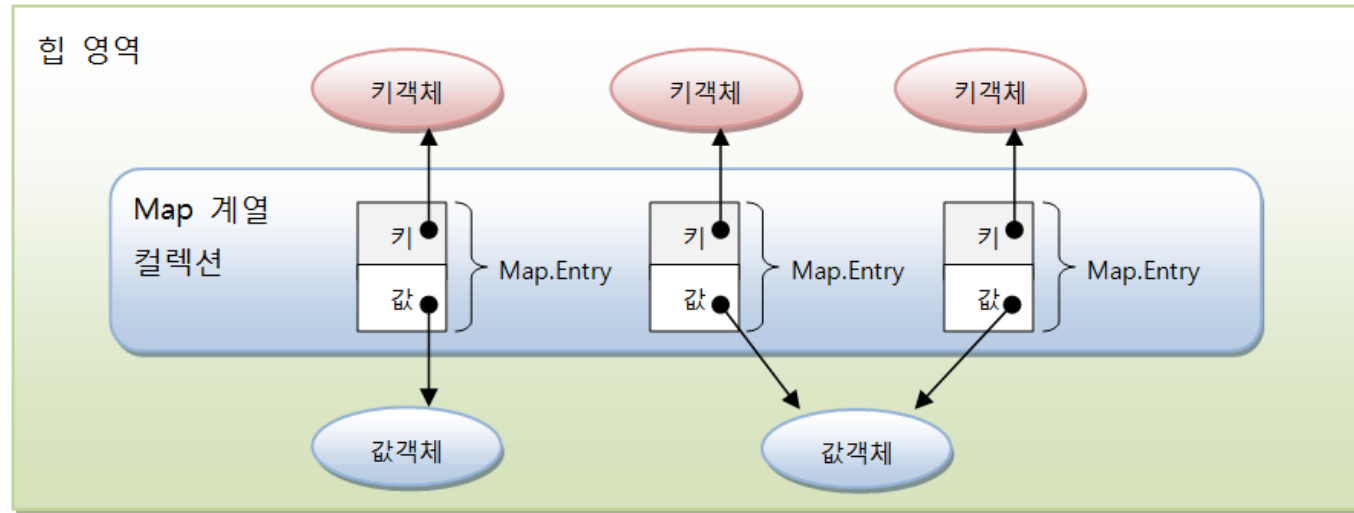 힙 영역
키객체
키객체
키객체
Map 계열
컬렉션
키
값
Map.Entry
키
값
Map.Entry
키
값
Map.Entry
값객체
값객체